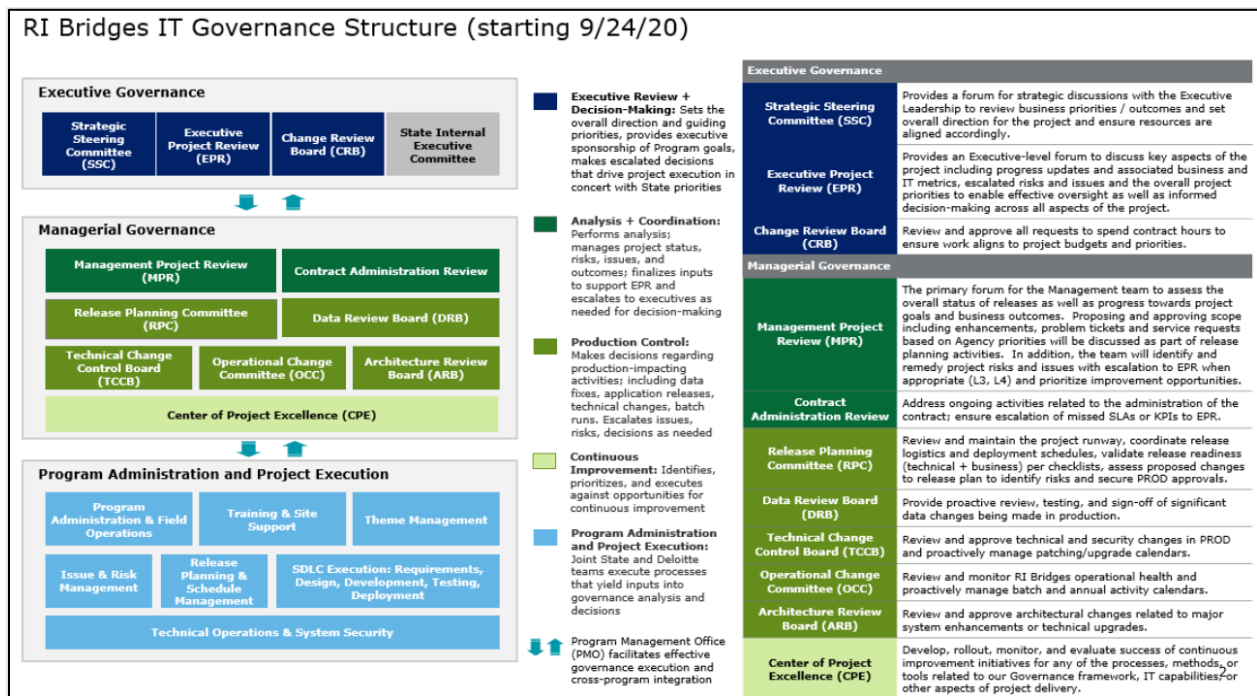 RI Bridges IT Governance Structure (starting 9/24/20)
Executive Governance
Strategic
Steering
Committee
(SSC)
Executive
Project Review
(EPR)
Change Review
Board (CRB)
State Internal
Executive
Committee
Managerial Governance
Management Project Review
(MPR)
Contract Administration Review
Release Planning Committee
(RPC)
Data Review Board (DRB)
Technical Change
Control Board
(TCCB)
Operational Change
Committee (OCC)
Architecture Review
Board (ARB)
Center of Project Excellence (CPE)
Program Administration and Project Execution
Program
Administration & Field
Operations
Training & Site
Support
Theme Management
Issue & Risk
Management
Release
Planning &
Schedule
Management
SDLC Execution: Requirements,
Design, Development, Testing,
Deployment
Technical Operations & System Security
Executive Review +
Decision-Making: Sets the
overall direction and guiding
priorities, provides executive
sponsorship of Program goals,
makes escalated decisions
that drive project execution in
concert with State priorities
Analysis + Coordination:
Performs analysis;
manages project status,
risks, issues, and
outcomes; finalizes inputs
to support EPR and
escalates to executives as
needed for decision-making
Production Control:
Makes decisions regarding
production-impacting
activities; including data
fixes, application releases,
technical changes, batch
runs. Escalates issues,
risks, decisions as needed
Continuous
Improvement: Identifies,
prioritizes, and executes
against opportunities for
continuous improvement
Program Administration
and Project Execution:
Joint State and Deloitte
teams execute processes
that yield inputs into
governance analysis and
decisions
Program Management Office
(PMO) facilitates effective
governance execution and
cross-program integration
Executive Governance
Strategic Steering
Committee (SSC)
Provides a forum for strategic discussions with the Executive
Leadership to review business priorities / outcomes and set
overall direction for the project and ensure resources are
aligned accordingly.
Executive Project
Review (EPR)
Provides an Executive-level forum to discuss key aspects of the
project including progress updates and associated business and
IT metrics, escalated risks and issues and the overall project
priorities to enable effective oversight as well as informed
decision-making across all aspects of the project.
Change Review Board
(CRB)
Review and approve all requests to spend contract hours to
ensure work aligns to project budgets and priorities.
Managerial Governance
Management Project
Review (MPR)
The primary forum for the Management team to assess the
overall status of releases as well as progress towards project
goals and business outcomes. Proposing and approving scope
including enhancements, problem tickets and service requests
based on Agency priorities will be discussed as part of release
planning activities. In addition, the team will identify and
remedy project risks and issues with escalation to EPR when
appropriate (L3, L4) and prioritize improvement opportunities.
Contract
Administration Review
Address ongoing activities related to the administration of the
contract; ensure escalation of missed SLAs or KPIs to EPR.
Release Planning
Committee (RPC)
Review and maintain the project runway, coordinate release
logistics and deployment schedules, validate release readiness
(technical + business) per checklists, assess proposed changes
to release plan to identify risks and secure PROD approvals.
Data Review Board
(DRB)
Provide proactive review, testing, and sign-off of significant
data changes being made in production.
Technical Change
Control Board (TCCB)
Review and approve technical and security changes in PROD
and proactively manage patching/upgrade calendars.
Operational Change
Committee (OCC)
Review and monitor RI Bridges operational health and
proactively manage batch and annual activity calendars.
Architecture Review
Board (ARB)
Review and approve architectural changes related to major
system enhancements or technical upgrades.
Center of Project
Excellence (CPE)
Develop, rollout, monitor, and evaluate success of continuous
improvement initiatives for any of the processes, methods, or
tools related to our Governance framework, IT capabilities, or
other aspects of project delivery.
2